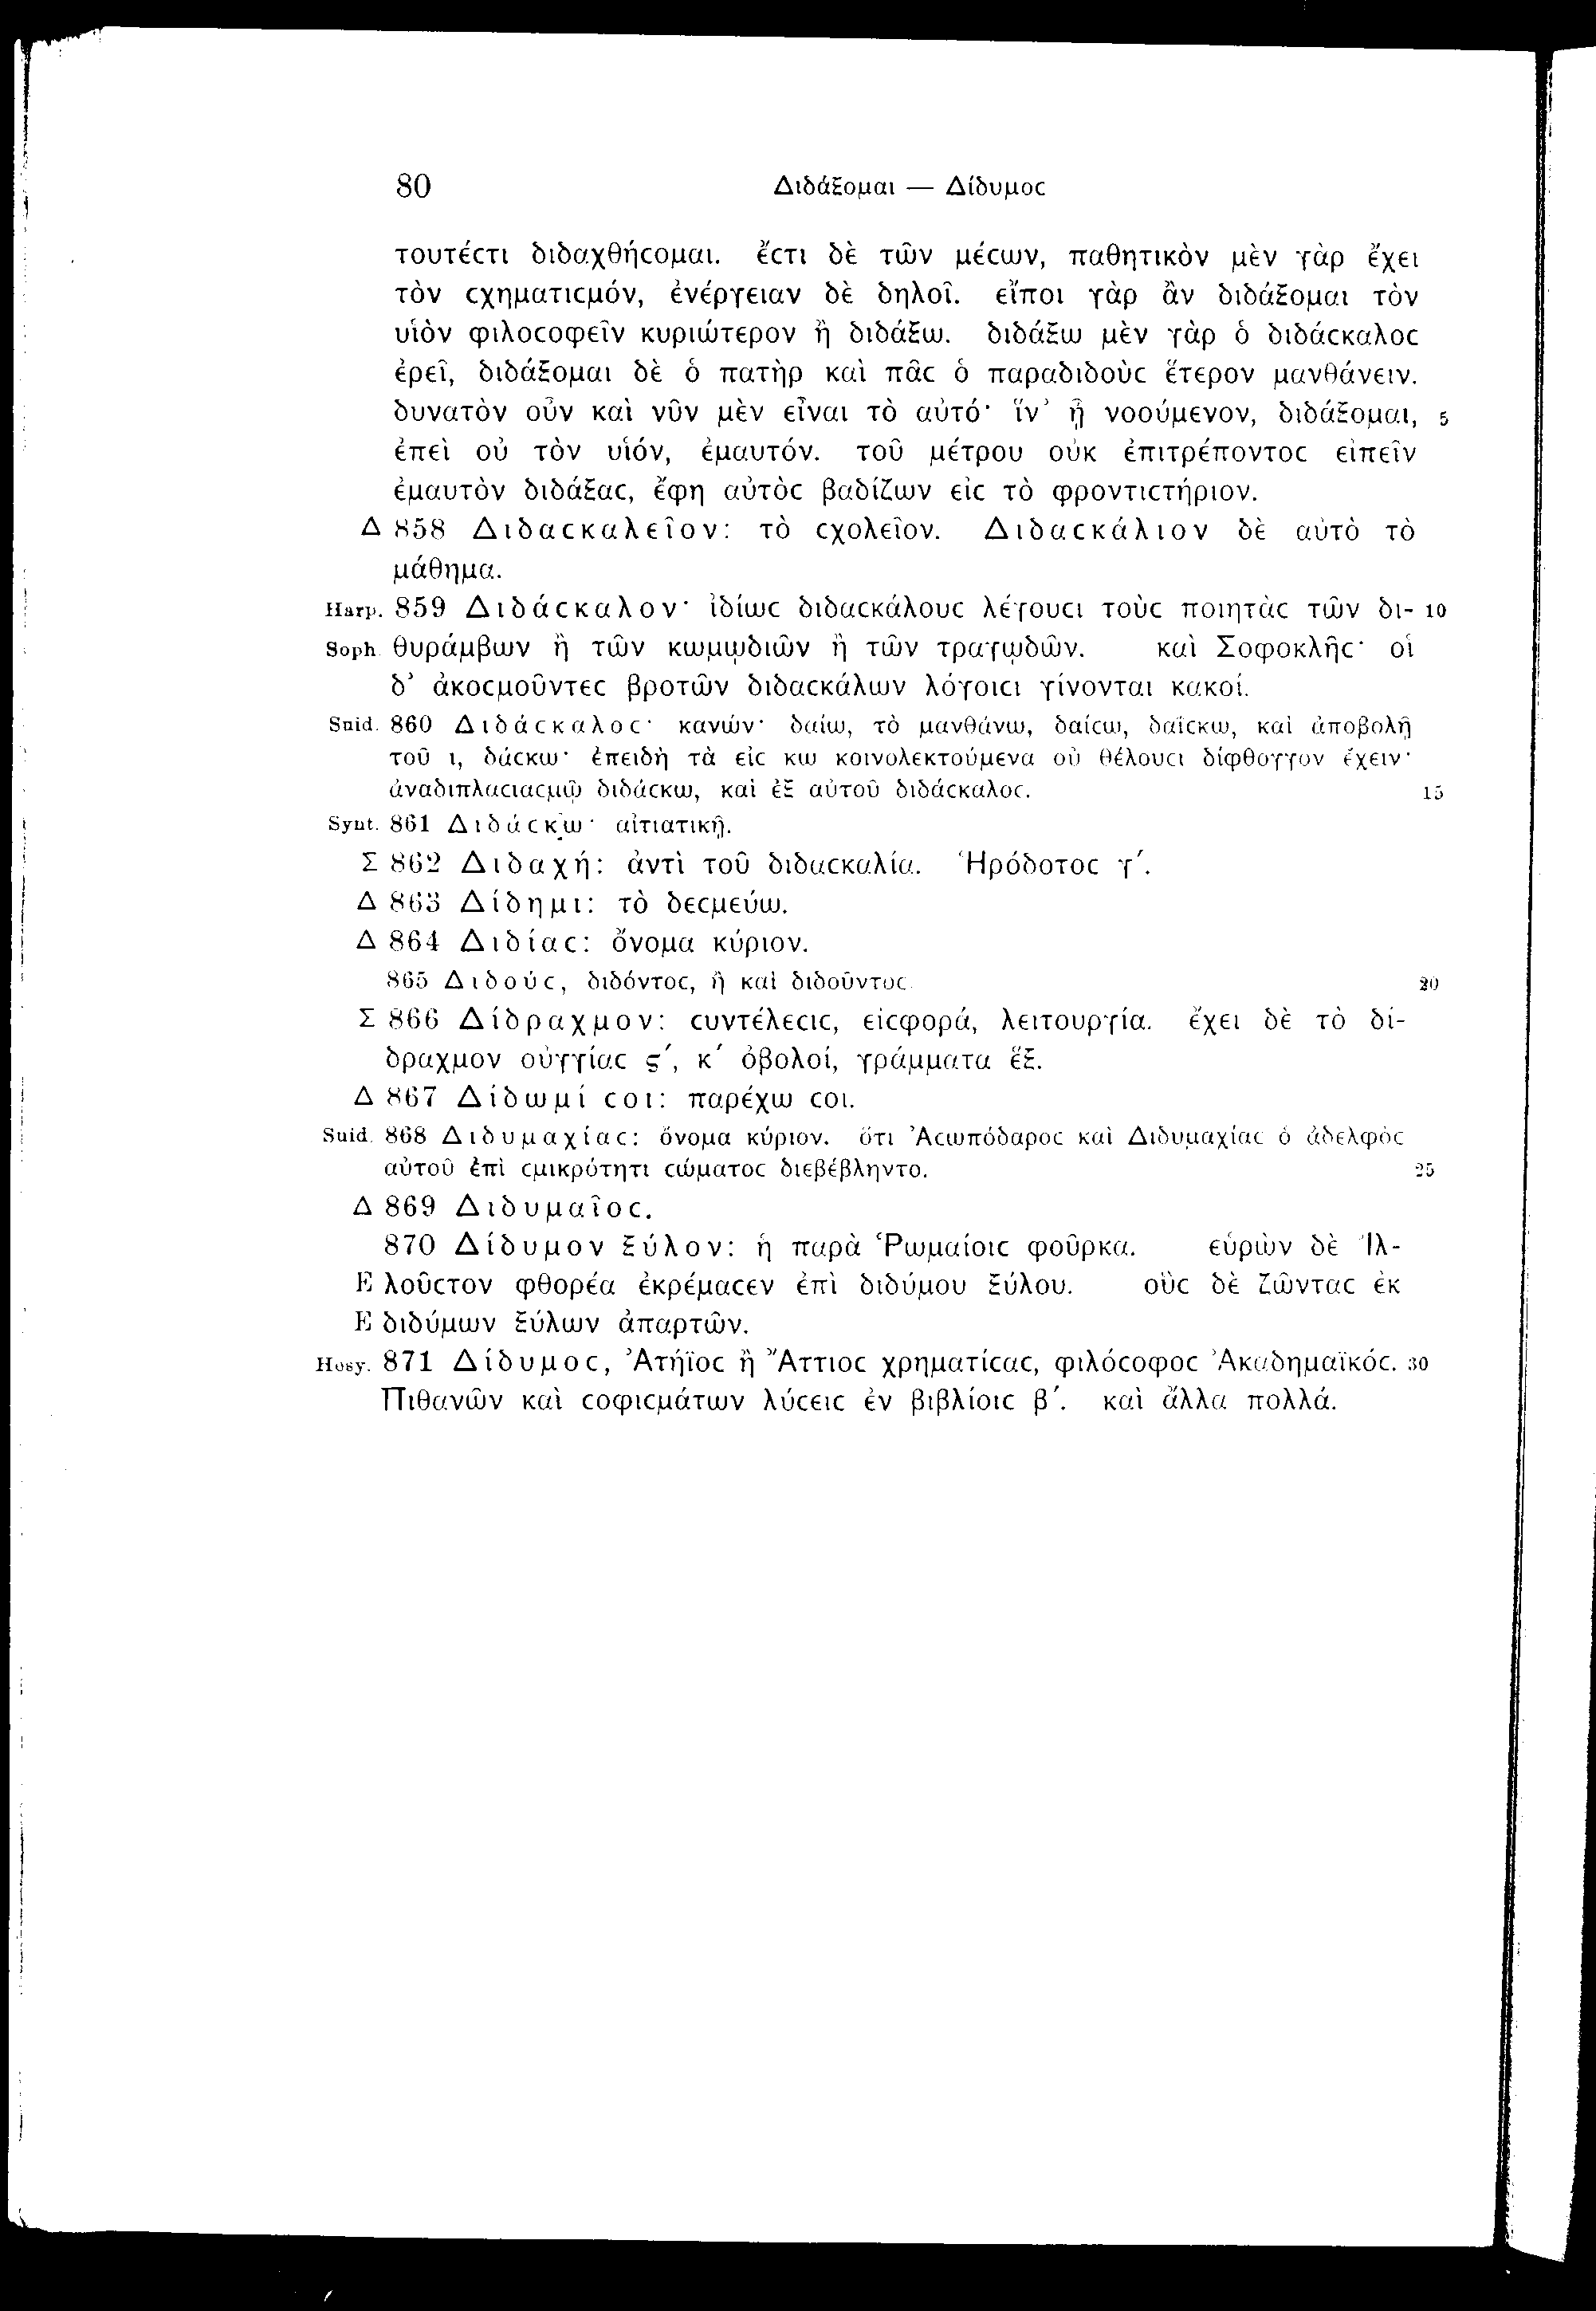 80 Διδάξομαι — Δίδυμοϲ
τουτέϲτι διδαχθήϲομαι. ἔϲτι δὲ τῶν μέϲων, παθητικὸν μὲν γὰρ ἔχει
τὸν ϲχηματιϲμόν, ἐνέργειαν δὲ δηλοῖ. εἴποι γὰρ ἂν διδάξομαι τὸν
υἱὸν φιλοϲοφεῖν κυριώτερον ἢ διδάξω. διδάξω μὲν γὰρ ὁ διδάϲκαλοϲ
ἐρεῖ, διδάξομαι δὲ ὁ πατὴρ καὶ πᾶϲ ὁ παραδιδοὺϲ ἕτερον μανθάνειν.
δυνατὸν οὖν καὶ νῦν μὲν εἶναι τὸ αὐτό· ἵν' ᾖ νοούμενον, διδάξομαι, 5
ἐπεὶ οὐ τὸν υἱόν, ἐμαυτόν. τοῦ μέτρου οὐκ ἐπιτρέποντοϲ εἰπεῖν
ἐμαυτὸν διδάξαϲ, ἔφη αὐτὸϲ βαδίζων εἰϲ τὸ φροντιϲτήριον.
Δ 858 Διδαϲκαλεῖον: τὸ ϲχολεῖον. Διδαϲκάλιον δὲ αὐτὸ τὸ
μάθημα.
Harp. 859 Διδάϲκαλον· ἰδίωϲ διδαϲκάλουϲ λέγουϲι τοὺϲ ποιητὰϲ τῶν δι- 10
Soph. θυράμβων ἢ τῶν κωμῳδιῶν ἢ τῶν τραγῳδῶν. καὶ Σοφοκλῆϲ· οἱ
δ' ἀκοϲμοῦντεϲ βροτῶν διδαϲκάλων λόγοιϲι γίνονται κακοί.
Suid. 860 Διδάϲκαλοϲ· κανών· δαίω, τὸ μανθάνω, δαίϲω, δαΐϲκω, καὶ ἀποβολῇ
τοῦ ι, δάϲκω· ἐπειδὴ τὰ εἰϲ κω κοινολεκτούμενα οὐ θέλουϲι δίφθογγον ἔχειν·
ἀναδιπλαϲιαϲμῷ διδάϲκω, καὶ ἐξ αὐτοῦ διδάϲκαλοϲ. 15
Synt. 861 Διδάϲκω· αἰτιατικῇ.
Σ 862 Διδαχή: ἀντὶ τοῦ διδαϲκαλία. Ἡρόδοτοϲ γ´.
Δ 863 Δίδημι: τὸ δεϲμεύω.
Δ 864 Διδίαϲ: ὄνομα κύριον.
865 Διδούϲ, διδόντοϲ, ἢ καὶ διδοῦντοϲ. 20
Σ 866 Δίδραχμον: ϲυντέλεϲιϲ, εἰϲφορά, λειτουργία. ἔχει δὲ τὸ δί-
δραχμον οὐγγίαϲ ϛ´, κ´ ὀβολοί, γράμματα ἕξ.
Δ 867 Δίδωμί ϲοι: παρέχω ϲοι.
Suid. 868 Διδυμαχίαϲ: ὄνομα κύριον. ὅτι Ἀϲωπόδαροϲ καὶ Διδυμαχίαϲ ὁ ἀδελφὸϲ
αὐτοῦ ἐπὶ ϲμικρότητι ϲώματοϲ διεβέβληντο. 25
Δ 869 Διδυμαῖοϲ.
870 Δίδυμον ξύλον: ἡ παρὰ Ῥωμαίοιϲ φοῦρκα. εὑρὼν δὲ Ἰλ-
E λοῦϲτον φθορέα ἐκρέμαϲεν ἐπὶ διδύμου ξύλου. οὓϲ δὲ ζῶνταϲ ἐκ
E διδύμων ξύλων ἀπαρτῶν.
Hesy. 871 Δίδυμοϲ, Ἀτήϊοϲ ἢ Ἄττιοϲ χρηματίϲαϲ, φιλόϲοφοϲ Ἀκαδημαϊκόϲ. 30
Πιθανῶν καὶ ϲοφιϲμάτων λύϲειϲ ἐν βιβλίοιϲ β´. καὶ ἄλλα πολλά.